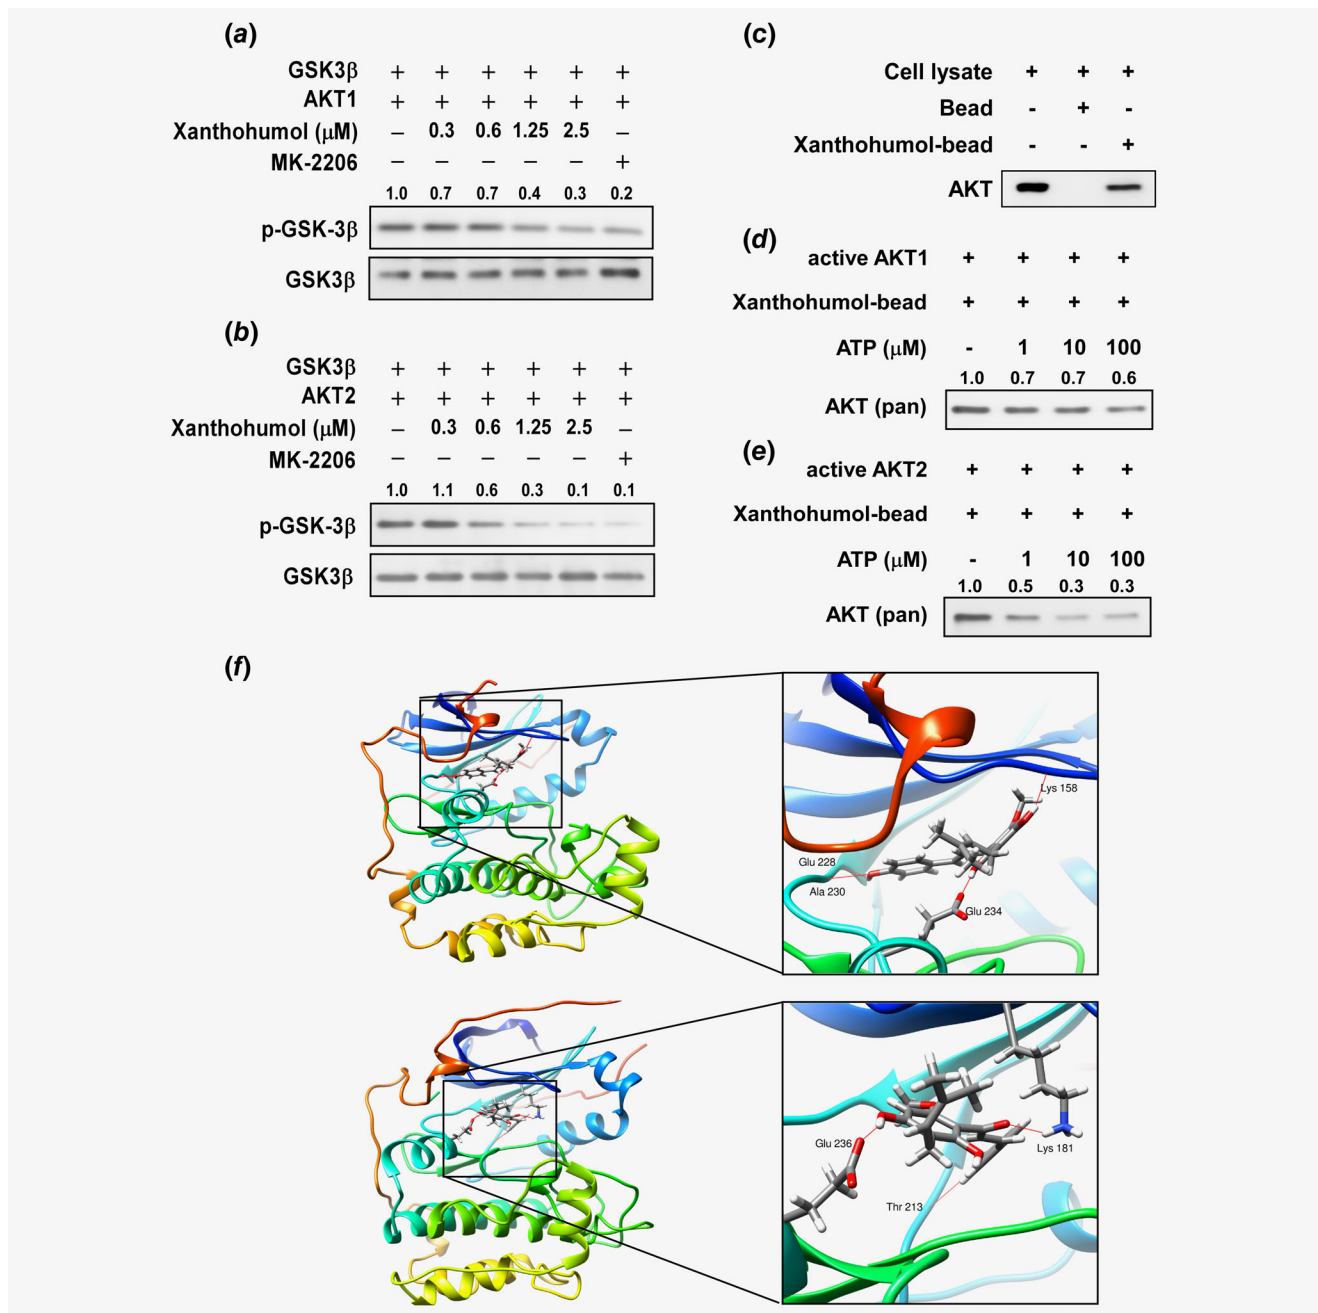 (a)
GSK3β + + + + + +
AKT1 + + + + + +
Xanthohumol (μM) – 0.3 0.6 1.25 2.5 –
MK-2206 – – – – – +
1.0 0.7 0.7 0.4 0.3 0.2
p-GSK-3β
GSK3β
(b)
GSK3β + + + + + +
AKT2 + + + + + +
Xanthohumol (μM) – 0.3 0.6 1.25 2.5 –
MK-2206 – – – – – +
1.0 1.1 0.6 0.3 0.1 0.1
p-GSK-3β
GSK3β
(c)
Cell lysate + + +
Bead - + -
Xanthohumol-bead - - +
AKT
(d)
active AKT1 + + + +
Xanthohumol-bead + + + +
ATP (μM) - 1 10 100
1.0 0.7 0.7 0.6
AKT (pan)
(e)
active AKT2 + + + +
Xanthohumol-bead + + + +
ATP (μM) - 1 10 100
1.0 0.5 0.3 0.3
AKT (pan)
(f)
Lys 158
Glu 228
Ala 230
Glu 234
Glu 236
Lys 181
Thr 213